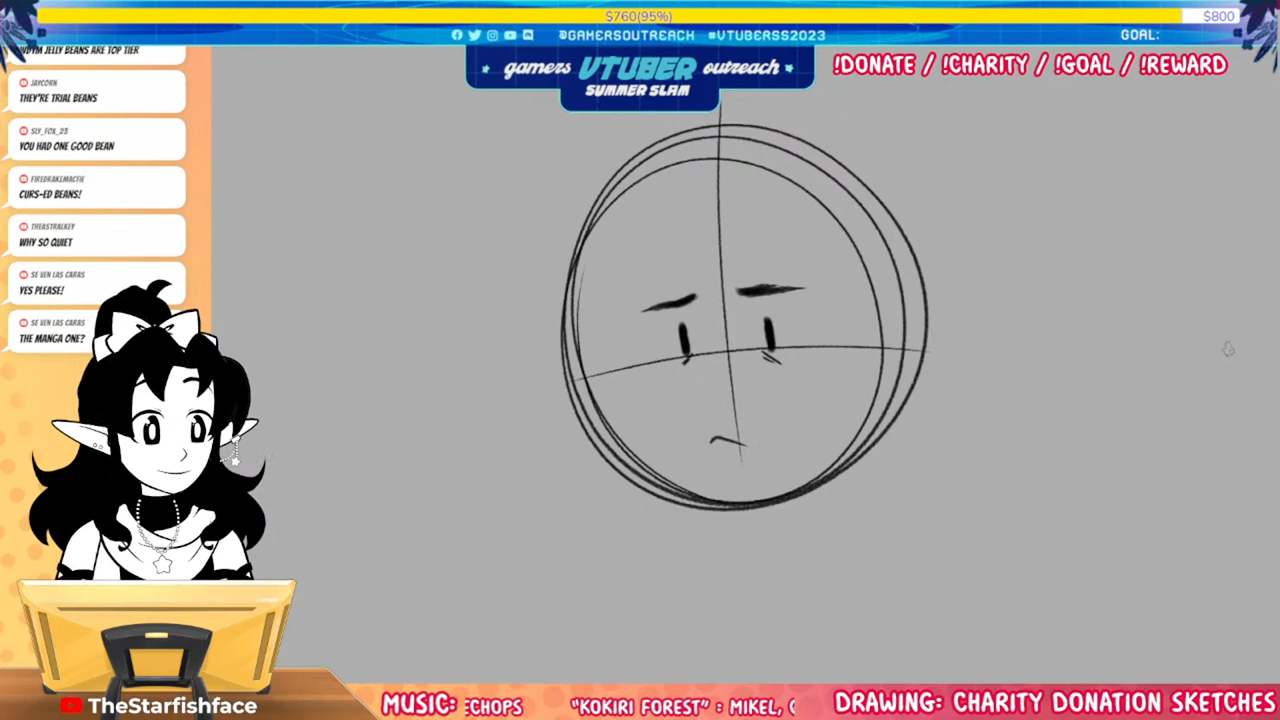 $760(95%)
$800
@GAMERSOUTREACH
#VTUBERSS2023
GOAL:
gamers VTUBER outreach
SUMMER SLAM
!DONATE / !CHARITY / !GOAL / !REWARD
WDYM JELLY BEANS ARE TOP TIER
JAYCORN
THEY'RE TRIAL BEANS
SLY_FOX_23
YOU HAD ONE GOOD BEAN
FIREDRAKEMACFIE
CURS-ED BEANS!
THEASTRALKEY
WHY SO QUIET
SE VEN LAS CARAS
YES PLEASE!
SE VEN LAS CARAS
THE MANGA ONE?
TheStarfishface
MUSIC: ECHOPS "KOKIRI FOREST" : MIKEL,
DRAWING: CHARITY DONATION SKETCHES